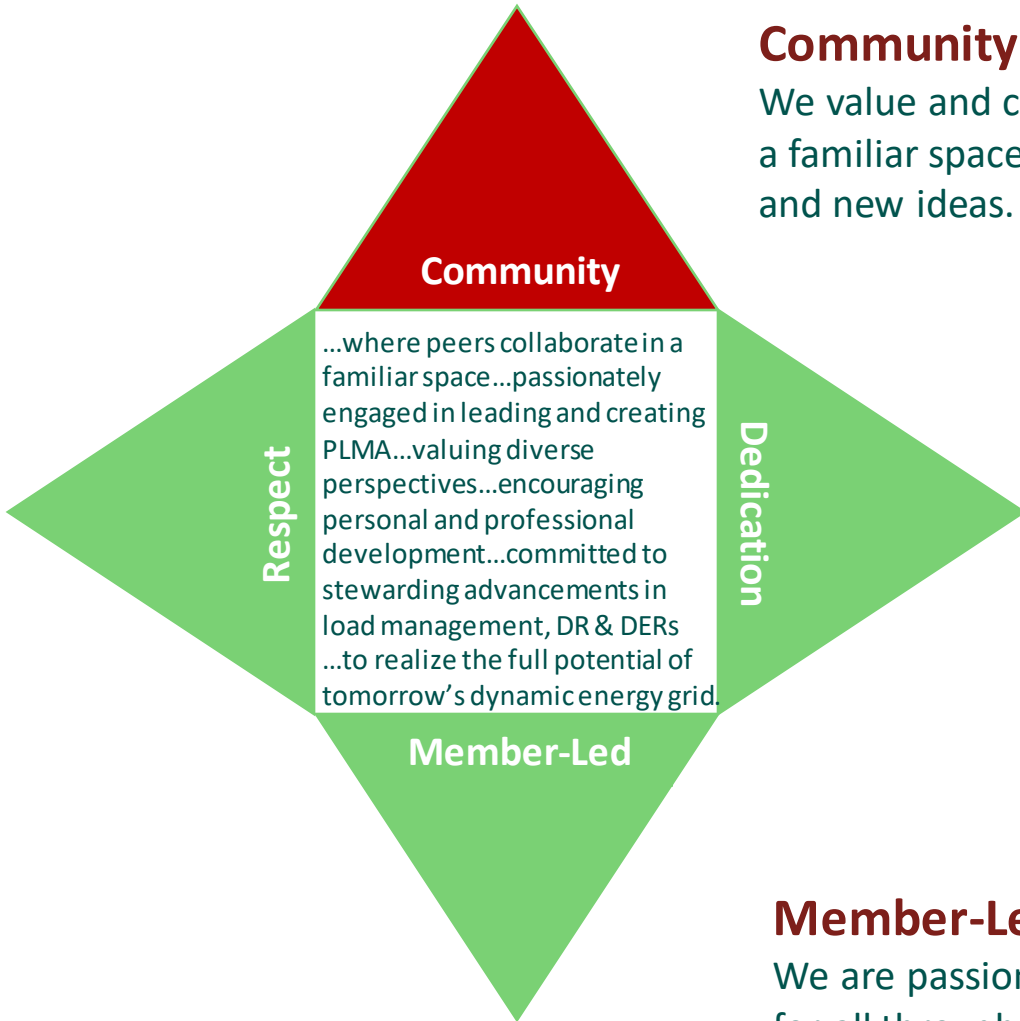 Community
We value and
a familiar space
and new ideas.
Community
...where peers collaborate in a
familiar space...passionately
engaged in leading and creating
PLMA...valuing diverse
perspectives...encouraging
personal and professional
development...committed to
stewarding advancements in
load management, DR & DERs
...to realize the full potential of
tomorrow’s dynamic energy grid.
Respect
Dedication
Member-Led
Member-Le
We are passion